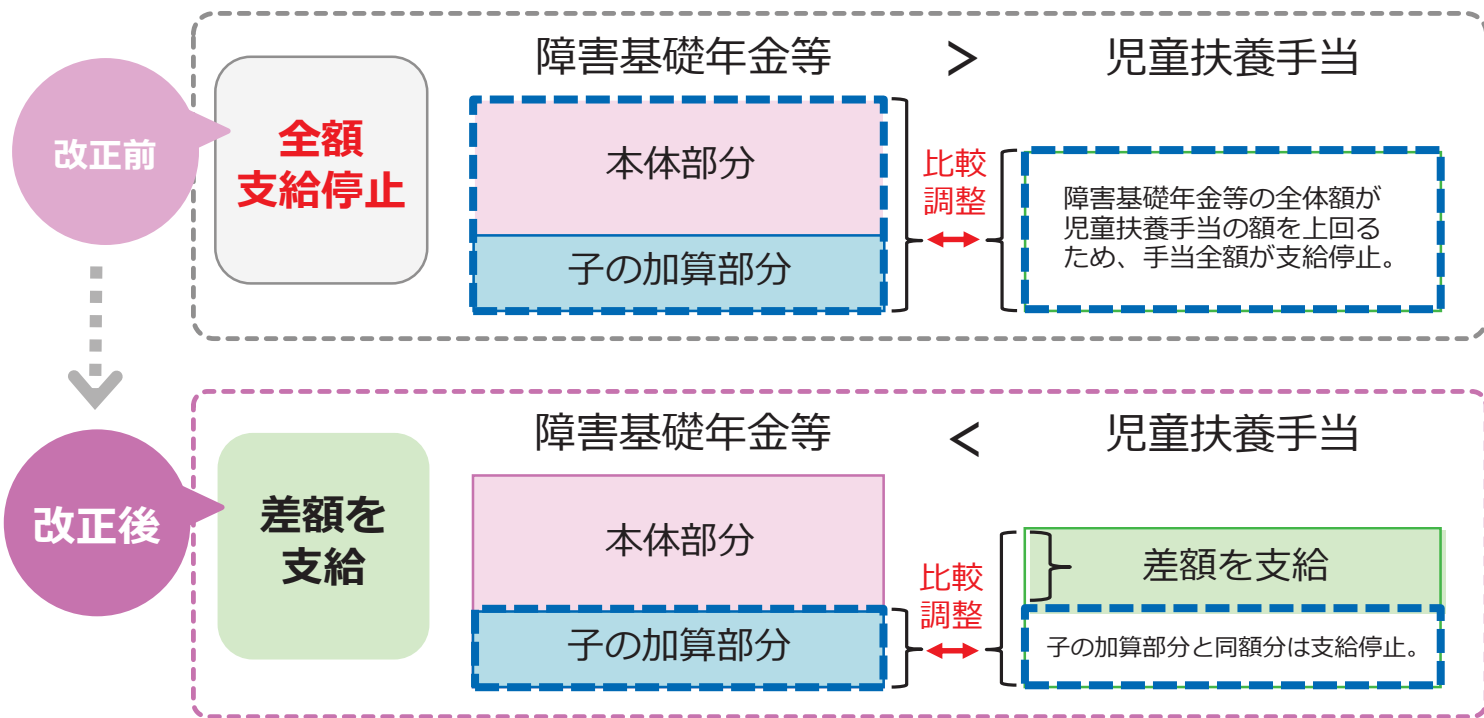 改正前
全額
支給停止
障害基礎年金等 > 児童扶養手当
本体部分
子の加算部分
比較
調整
障害基礎年金等の全体額が
児童扶養手当の額を上回る
ため、手当全額が支給停止。
改正後
差額を
支給
障害基礎年金等 < 児童扶養手当
本体部分
子の加算部分
比較
調整
差額を支給
子の加算部分と同額分は支給停止。